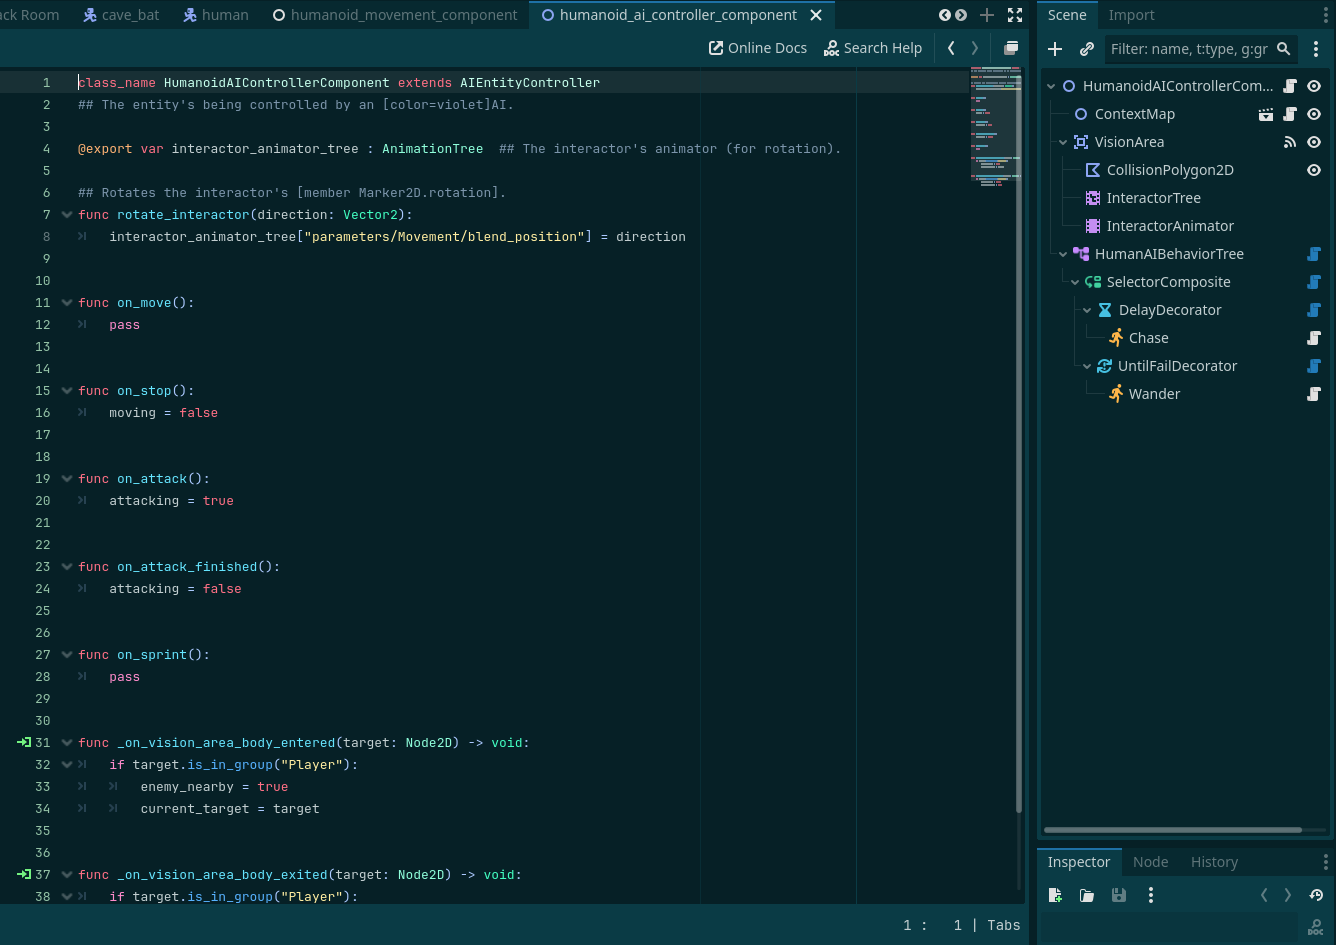 ack Room cave_bat human humanoid_movement_component humanoid_ai_controller_component
Online Docs Search Help
1 class_name HumanoidAIControllerComponent extends AIEntityController
2 ## The entity's being controlled by an [color=violet]AI.
3
4 @export var interactor_animator_tree : AnimationTree  ## The interactor's animator (for rotation).
5
6 ## Rotates the interactor's [member Marker2D.rotation].
7 func rotate_interactor(direction: Vector2):
8 interactor_animator_tree["parameters/Movement/blend_position"] = direction
9
10
11 func on_move():
12 pass
13
14
15 func on_stop():
16 moving = false
17
18
19 func on_attack():
20 attacking = true
21
22
23 func on_attack_finished():
24 attacking = false
25
26
27 func on_sprint():
28 pass
29
30
31 func _on_vision_area_body_entered(target: Node2D) -> void:
32 if target.is_in_group("Player"):
33 enemy_nearby = true
34 current_target = target
35
36
37 func _on_vision_area_body_exited(target: Node2D) -> void:
38 if target.is_in_group("Player"):
1 : 1 | Tabs
Scene Import
Filter: name, t:type, g:gr
HumanoidAIControllerCom...
ContextMap
VisionArea
CollisionPolygon2D
InteractorTree
InteractorAnimator
HumanAIBehaviorTree
SelectorComposite
DelayDecorator
Chase
UntilFailDecorator
Wander
Inspector Node History
DOC